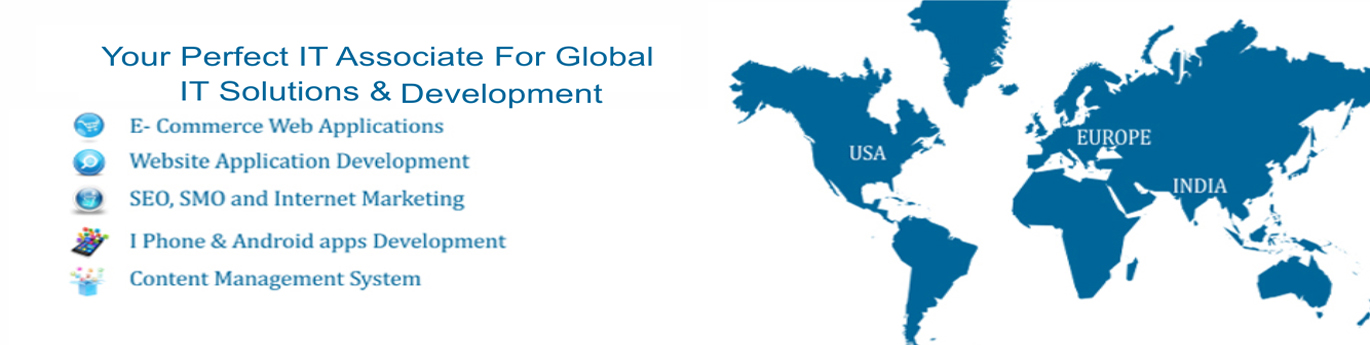 Your Perfect IT Associate For Global
IT Solutions & Development
E- Commerce Web Applications
Website Application Development
SEO, SMO and Internet Marketing
I Phone & Android apps Development
Content Management System
USA
EUROPE
INDIA